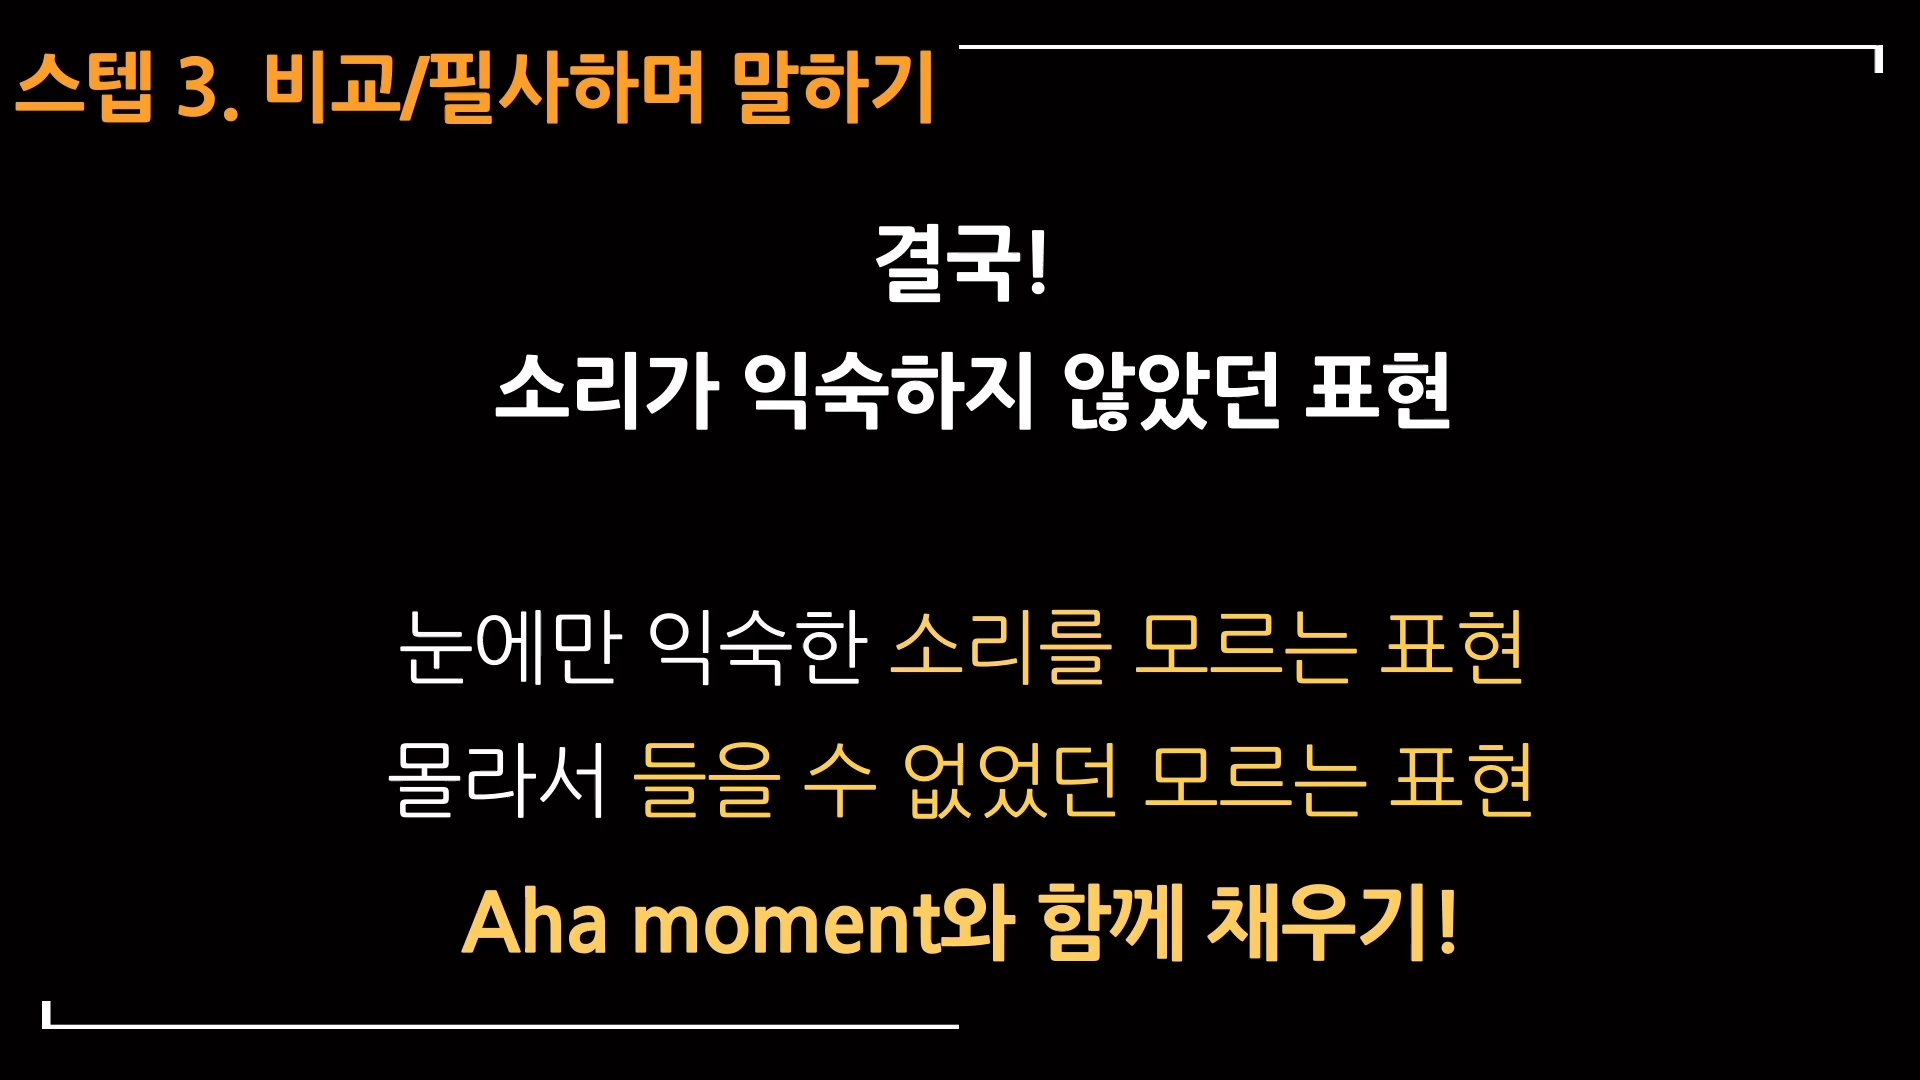 스텝 3. 비교/필사하며 말하기
결국!
소리가 익숙하지 않았던 표현
눈에만 익숙한 소리를 모르는 표현
몰라서 들을 수 없었던 모르는 표현
Aha moment와 함께 채우기!